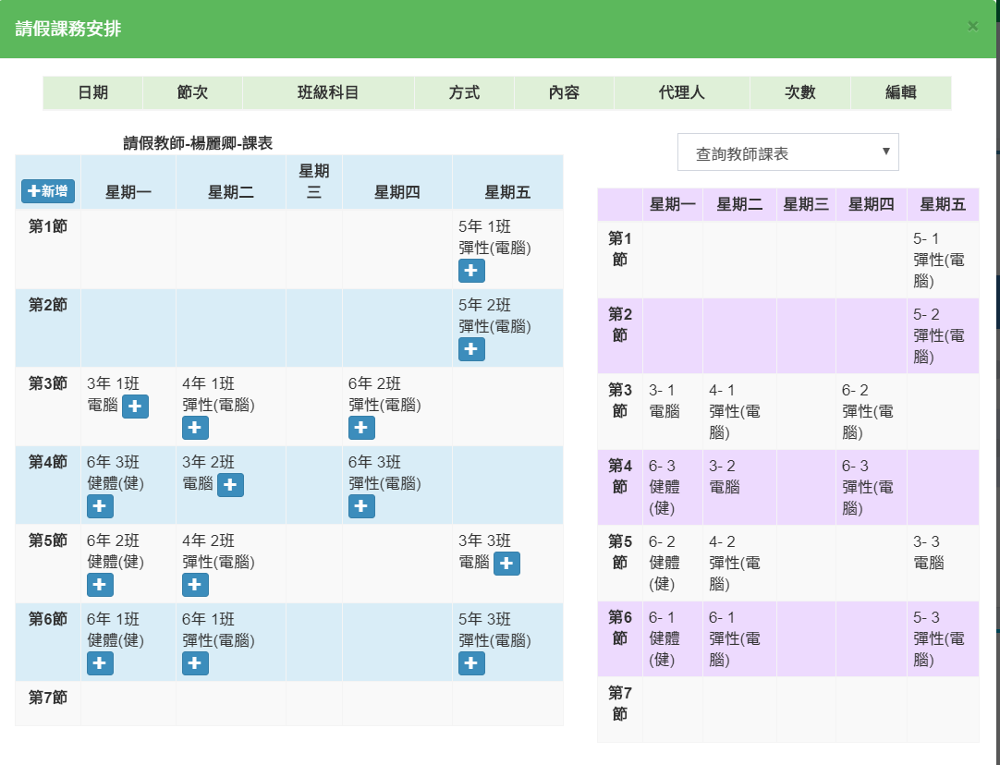 請假課務安排
×
日期 節次 班級科目 方式 內容 代理人 次數 編輯
請假教師-楊麗卿-課表
新增 星期一 星期二 星期三 星期四 星期五
第1節 5年 1班 彈性(電腦)
第2節 5年 2班 彈性(電腦)
第3節 3年 1班 電腦 4年 1班 彈性(電腦) 6年 2班 彈性(電腦)
第4節 6年 3班 健體(健) 3年 2班 電腦 6年 3班 彈性(電腦)
第5節 6年 2班 健體(健) 4年 2班 彈性(電腦) 3年 3班 電腦
第6節 6年 1班 健體(健) 6年 1班 彈性(電腦) 5年 3班 彈性(電腦)
第7節
查詢教師課表
星期一 星期二 星期三 星期四 星期五
第1節 5- 1 彈性(電腦)
第2節 5- 2 彈性(電腦)
第3節 3- 1 電腦 4- 1 彈性(電腦) 6- 2 彈性(電腦)
第4節 6- 3 健體(健) 3- 2 電腦 6- 3 彈性(電腦)
第5節 6- 2 健體(健) 4- 2 彈性(電腦) 3- 3 電腦
第6節 6- 1 健體(健) 6- 1 彈性(電腦) 5- 3 彈性(電腦)
第7節